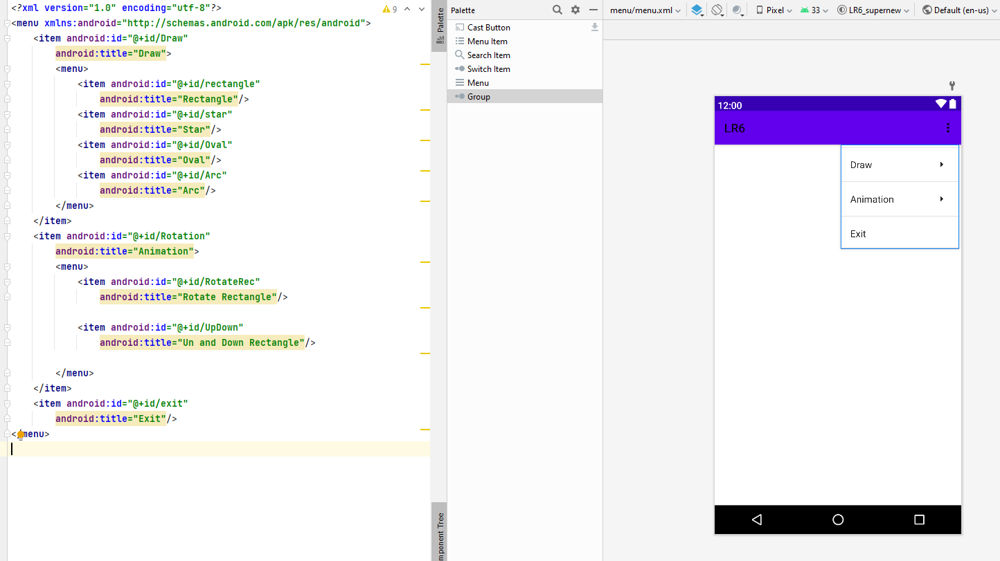 <?xml version="1.0" encoding="utf-8"?>
9
<menu xmlns:android="http://schemas.android.com/apk/res/android">
<item android:id="@+id/Draw"
android:title="Draw">
<menu>
<item android:id="@+id/rectangle"
android:title="Rectangle"/>
<item android:id="@+id/star"
android:title="Star"/>
<item android:id="@+id/Oval"
android:title="Oval"/>
<item android:id="@+id/Arc"
android:title="Arc"/>
</menu>
</item>
<item android:id="@+id/Rotation"
android:title="Animation">
<menu>
<item android:id="@+id/RotateRec"
android:title="Rotate Rectangle"/>
<item android:id="@+id/UpDown"
android:title="Un and Down Rectangle"/>
</menu>
</item>
<item android:id="@+id/exit"
android:title="Exit"/>
</menu>
Palette
mponent Tree
Palette
Cast Button
Menu Item
Search Item
Switch Item
Menu
Group
menu/menu.xml
Pixel
33
LR6_supernew
Default (en-us)
12:00
LR6
Draw
Animation
Exit